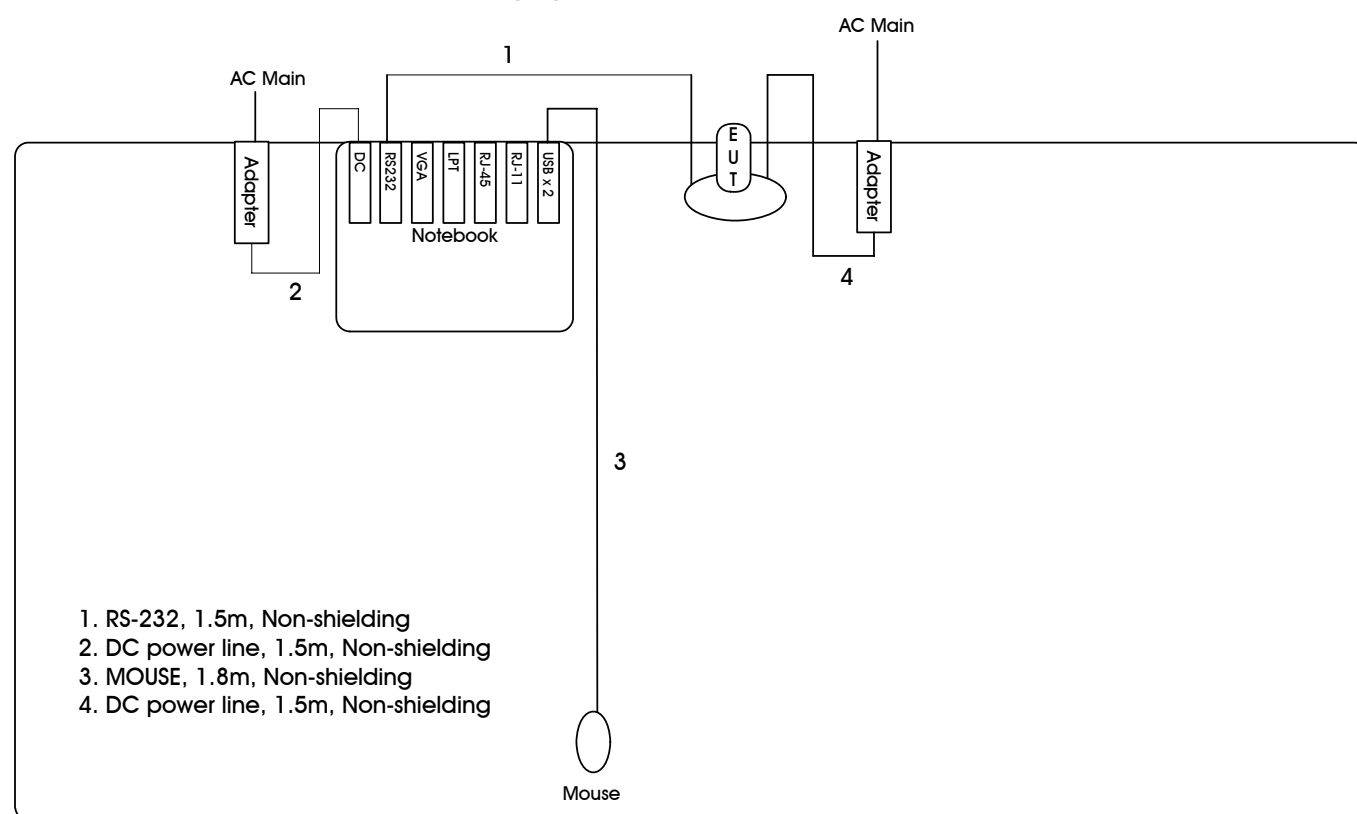 AC Main
1
AC Main
E
U
T
Adapter
DC
RS232
VGA
LPT
RJ-45
RJ-11
USB x 2
Adapter
Notebook
2
4
3
1. RS-232, 1.5m, Non-shielding
2. DC power line, 1.5m, Non-shielding
3. MOUSE, 1.8m, Non-shielding
4. DC power line, 1.5m, Non-shielding
Mouse